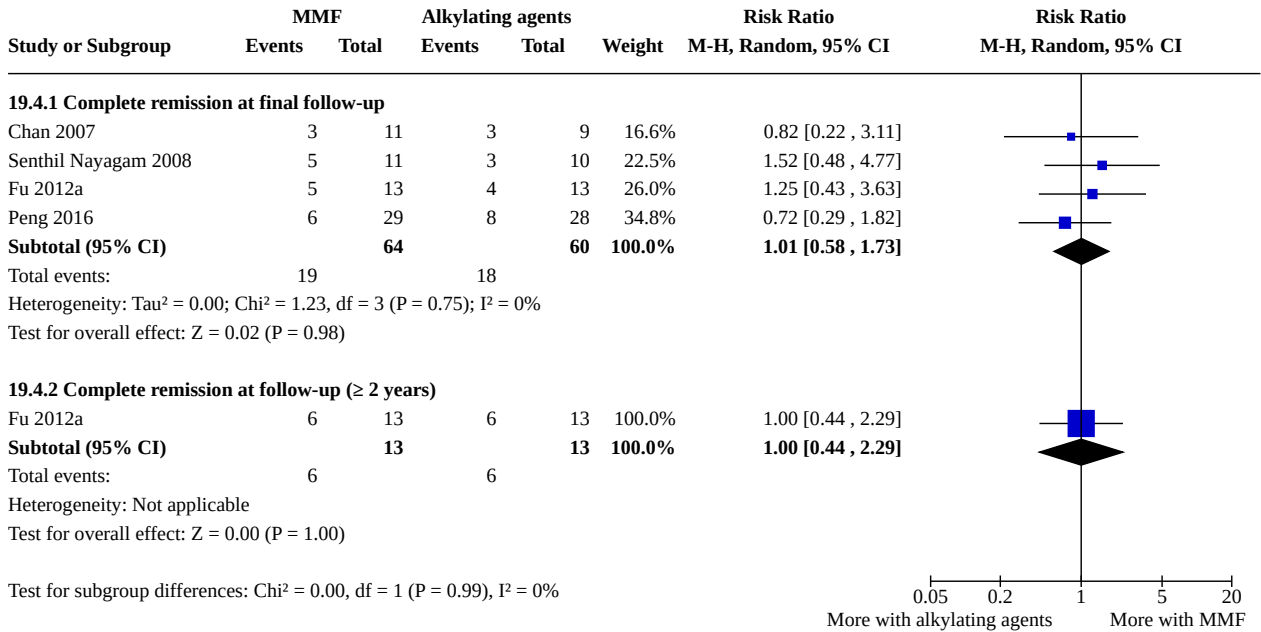 MMF Alkylating agents Risk Ratio Risk Ratio
Study or Subgroup Events Total Events Total Weight M-H, Random, 95% CI M-H, Random, 95% CI
19.4.1 Complete remission at final follow-up
Chan 2007 3 11 3 9 16.6% 0.82 [0.22 , 3.11]
Senthil Nayagam 2008 5 11 3 10 22.5% 1.52 [0.48 , 4.77]
Fu 2012a 5 13 4 13 26.0% 1.25 [0.43 , 3.63]
Peng 2016 6 29 8 28 34.8% 0.72 [0.29 , 1.82]
Subtotal (95% CI) 64 60 100.0% 1.01 [0.58 , 1.73]
Total events: 19 18
Heterogeneity: Tau² = 0.00; Chi² = 1.23, df = 3 (P = 0.75); I² = 0%
Test for overall effect: Z = 0.02 (P = 0.98)
19.4.2 Complete remission at follow-up (≥ 2 years)
Fu 2012a 6 13 6 13 100.0% 1.00 [0.44 , 2.29]
Subtotal (95% CI) 13 13 100.0% 1.00 [0.44 , 2.29]
Total events: 6 6
Heterogeneity: Not applicable
Test for overall effect: Z = 0.00 (P = 1.00)
Test for subgroup differences: Chi² = 0.00, df = 1 (P = 0.99), I² = 0%
0.05 0.2 1 5 20
More with alkylating agents More with MMF